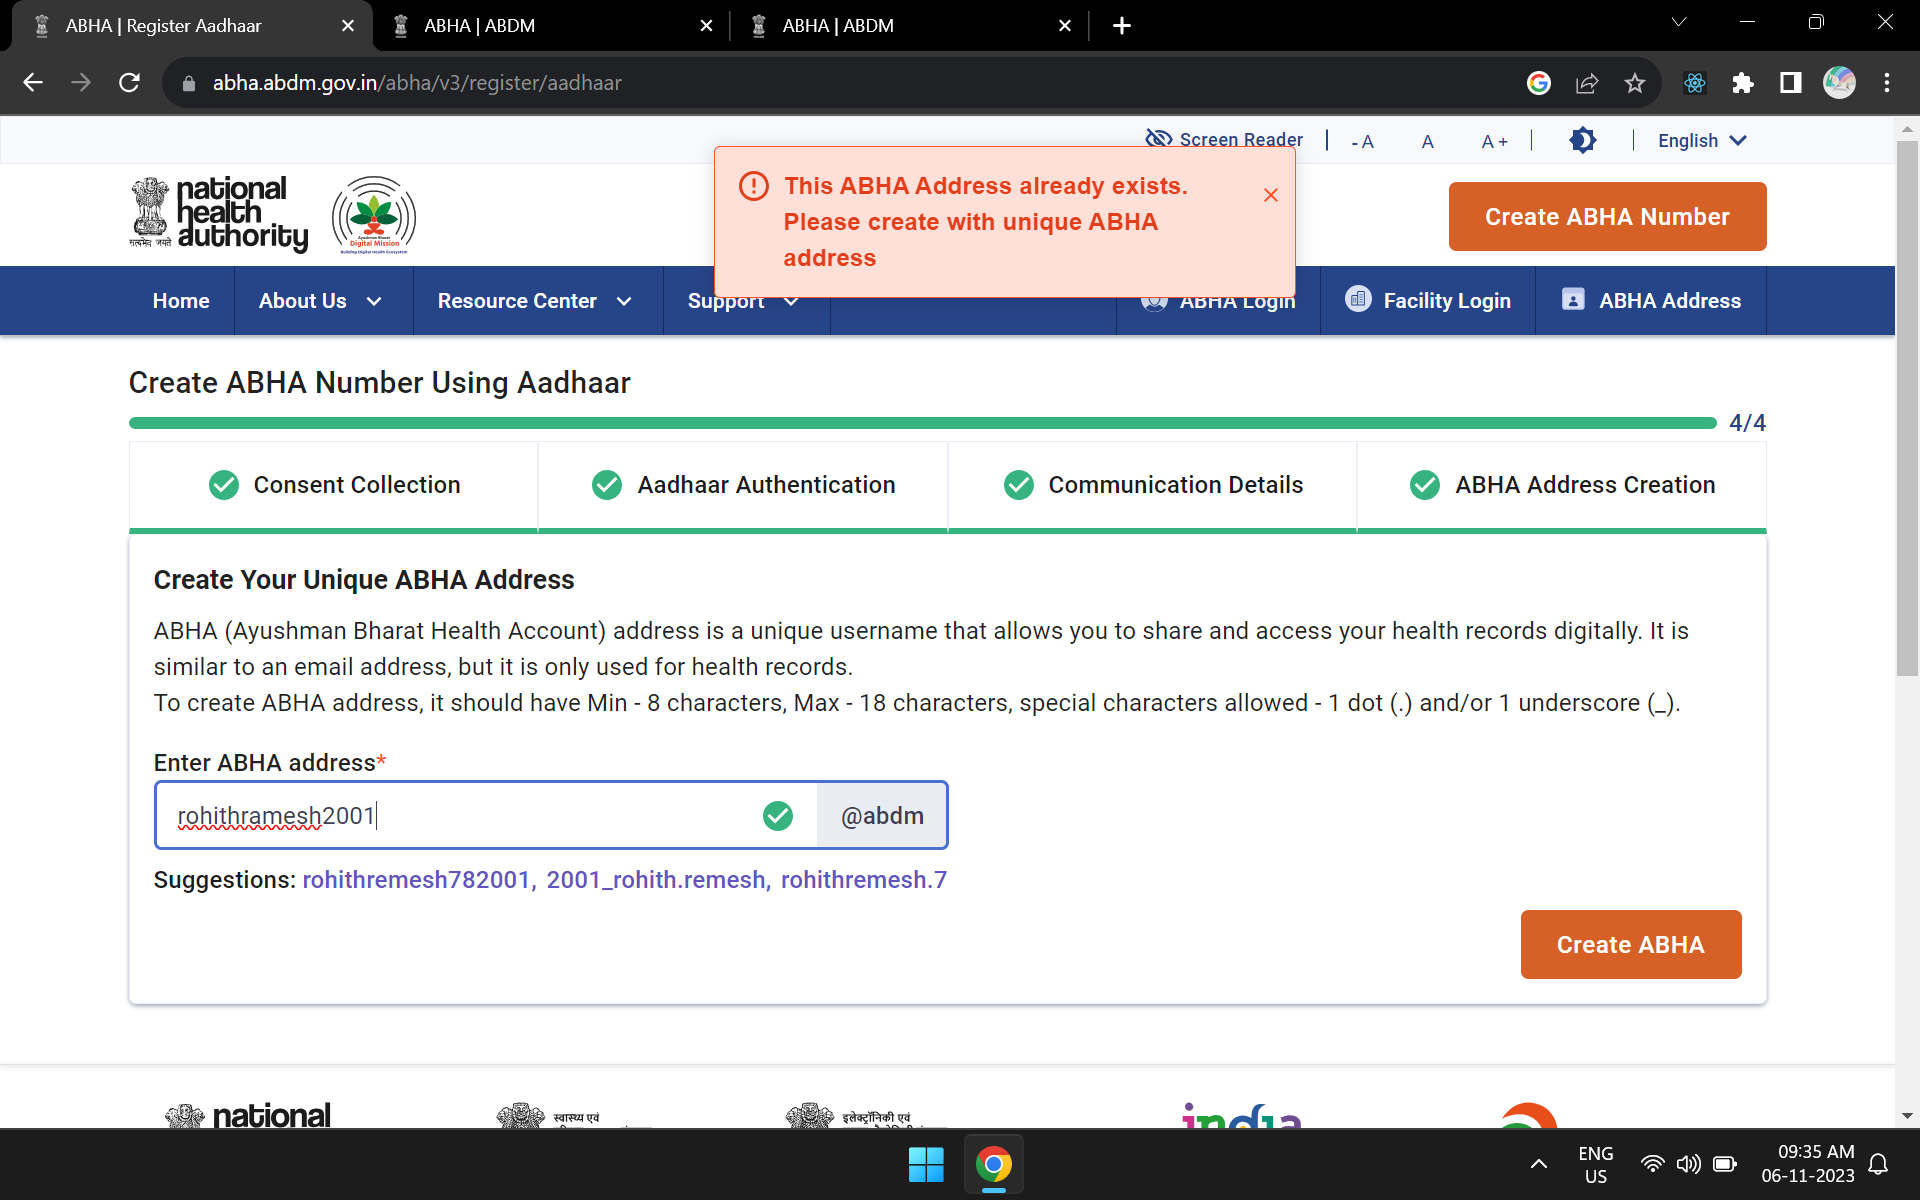 ABHA | Register Aadhaar
ABHA | ABDM
ABHA | ABDM
abha.abdm.gov.in/abha/v3/register/aadhaar
Screen Reader
- A
A
A +
English
national
health
authority
सत्यमेव जयते
Ayushman Bharat
Digital Mission
Building Digital Health Ecosystem
This ABHA Address already exists.
Please create with unique ABHA
address
Create ABHA Number
Home
About Us
Resource Center
Support
ABHA Login
Facility Login
ABHA Address
Create ABHA Number Using Aadhaar
4/4
Consent Collection
Aadhaar Authentication
Communication Details
ABHA Address Creation
Create Your Unique ABHA Address
ABHA (Ayushman Bharat Health Account) address is a unique username that allows you to share and access your health records digitally. It is
similar to an email address, but it is only used for health records.
To create ABHA address, it should have Min - 8 characters, Max - 18 characters, special characters allowed - 1 dot (.) and/or 1 underscore (_).
Enter ABHA address*
rohithramesh2001
@abdm
Suggestions: rohithremesh782001, 2001_rohith.remesh, rohithremesh.7
Create ABHA
national
स्वास्थ्य एवं
इलेक्ट्रॉनिकी एवं
india
ENG
US
09:35 AM
06-11-2023